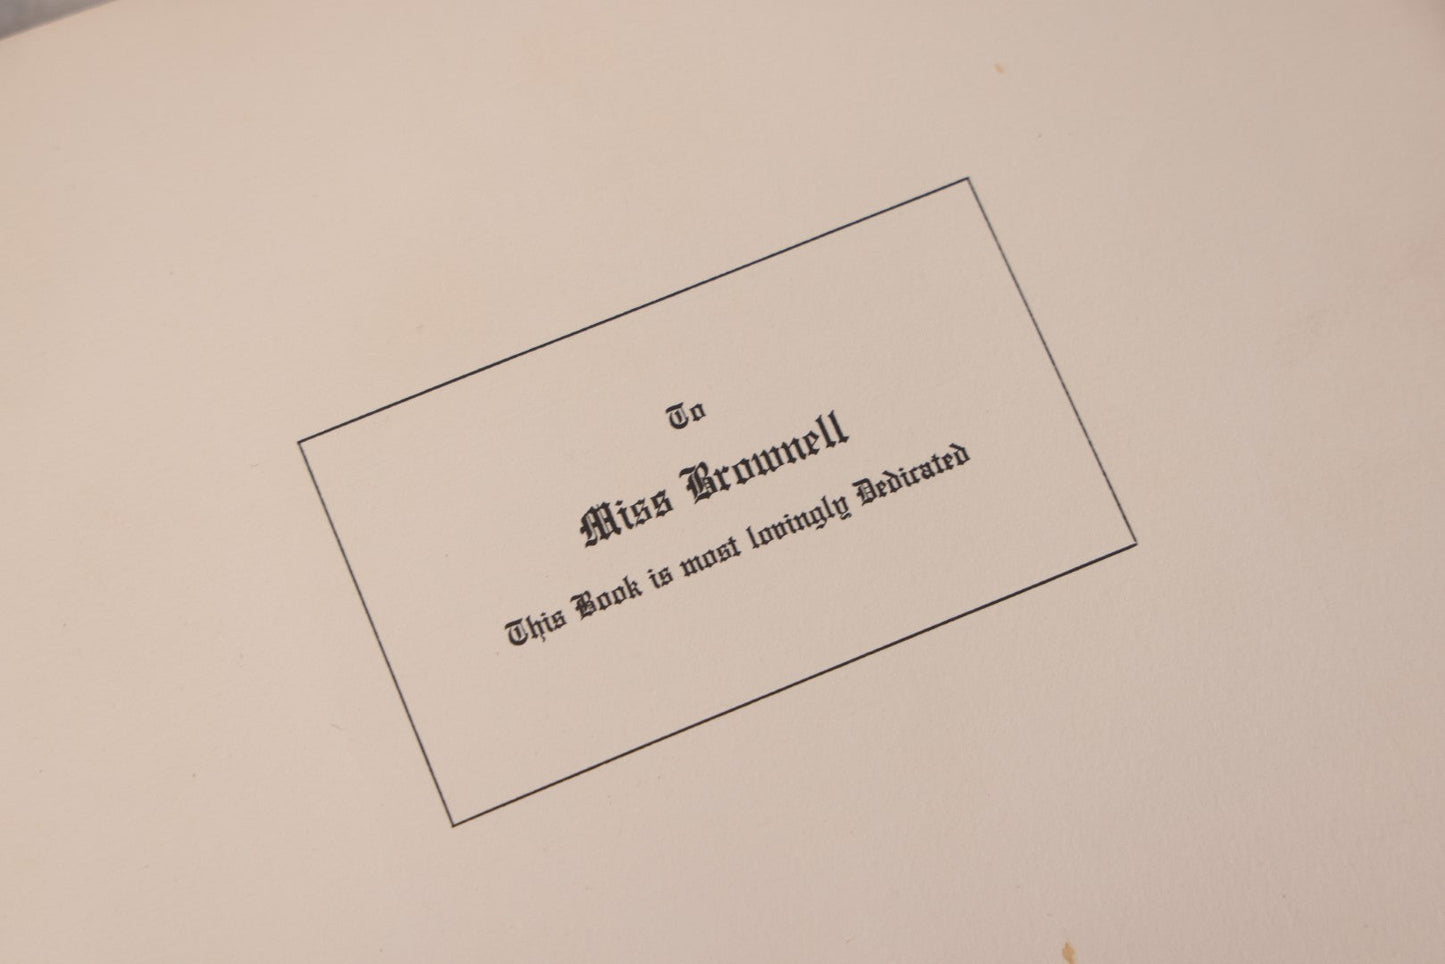 To
Miss Brownell
This Book is most lovingly Dedicated